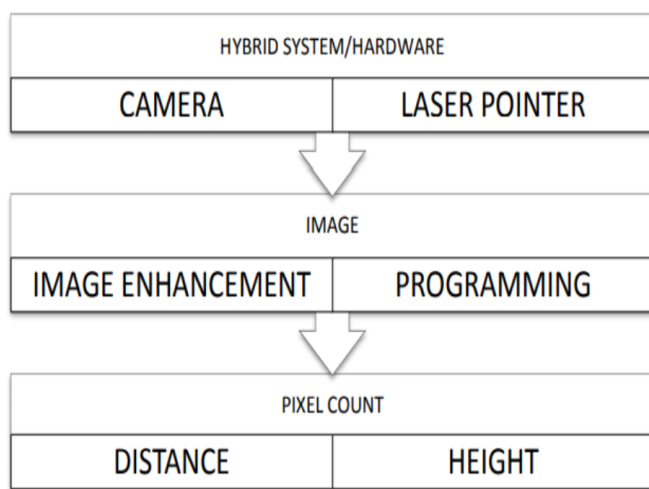 HYBRID SYSTEM/HARDWARE
CAMERA LASER POINTER
IMAGE
IMAGE ENHANCEMENT PROGRAMMING
PIXEL COUNT
DISTANCE HEIGHT